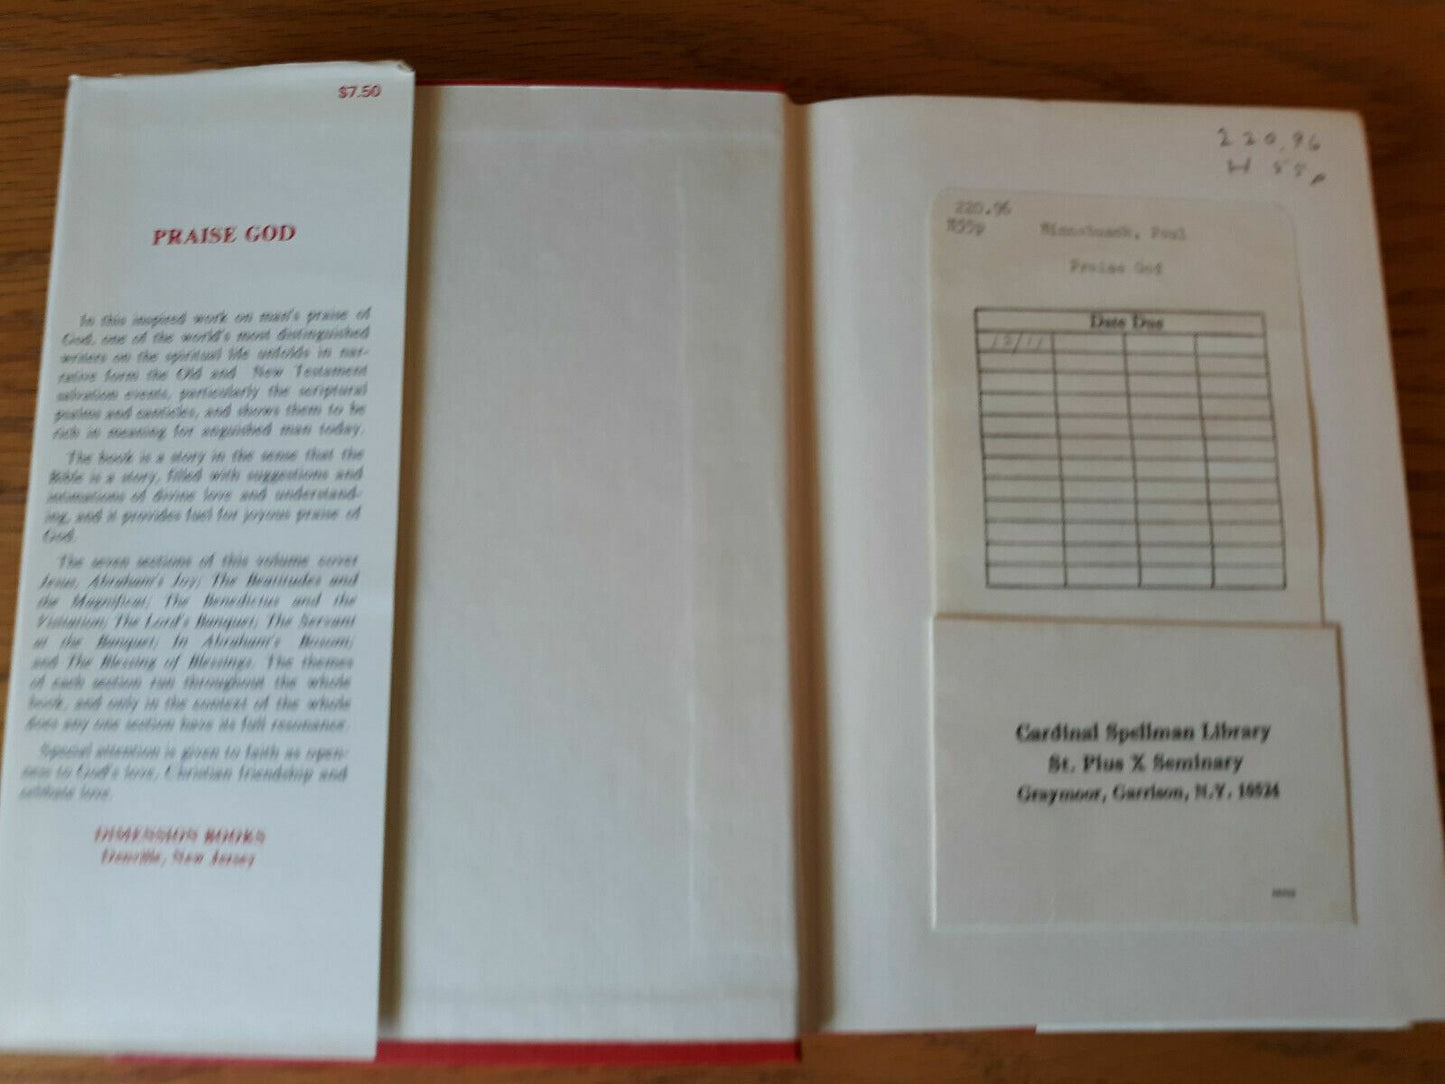 $7.50
PRAISE GOD
In this inspired work on man's praise of
God, one of the world's most distinguished
writers on the spiritual life unfolds in nar-
rative form the Old and New Testament
salvation events, particularly the scriptural
psalms and canticles, and shows them to be
rich in meaning for anguished man today.
The book is a story in the sense that the
Bible is a story, filled with suggestions and
intimations of divine love and understand-
ing, and it provides fuel for joyous praise of
God.
The seven sections of this volume cover
Jesus, Abraham's Joy; The Beatitudes and
the Magnificat; The Benedictus and the
Visitation; The Lord's Banquet; The Servant
at the Banquet; In Abraham's Bosom;
and The Blessing of Blessings. The themes
of each section run throughout the whole
book, and only in the context of the whole
does any one section have its full resonance.
Special attention is given to faith as open-
ness to God's love, Christian friendship and
celibate love.
DIMENSION BOOKS
Denville, New Jersey
220.96
H 55p
220.96
H55p
Hinnebusch, Paul
Praise God
Date Due
12/11
Cardinal Spellman Library
St. Pius X Seminary
Graymoor, Garrison, N.Y. 10524